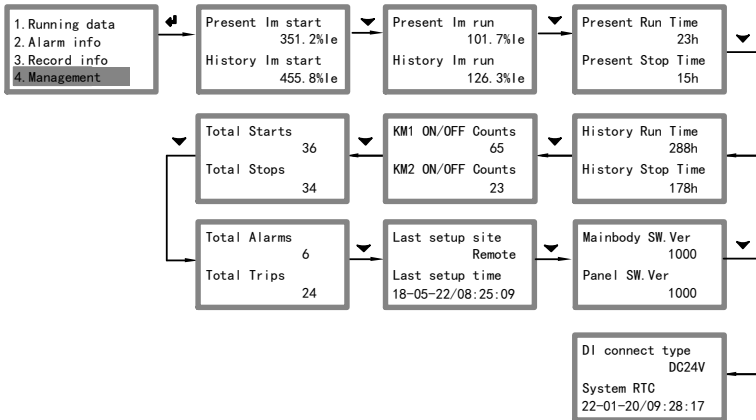 1.Running data
2.Alarm info
3.Record info
4.Management
Present Im start
351.2%Ie
History Im start
455.8%Ie
Present Im run
101.7%Ie
History Im run
126.3%Ie
Present Run Time
23h
Present Stop Time
15h
History Run Time
288h
History Stop Time
178h
KM1 ON/OFF Counts
65
KM2 ON/OFF Counts
23
Total Starts
36
Total Stops
34
Total Alarms
6
Total Trips
24
Last setup site
Remote
Last setup time
18-05-22/08:25:09
Mainbody SW.Ver
1000
Panel SW.Ver
1000
DI connect type
DC24V
System RTC
22-01-20/09:28:17